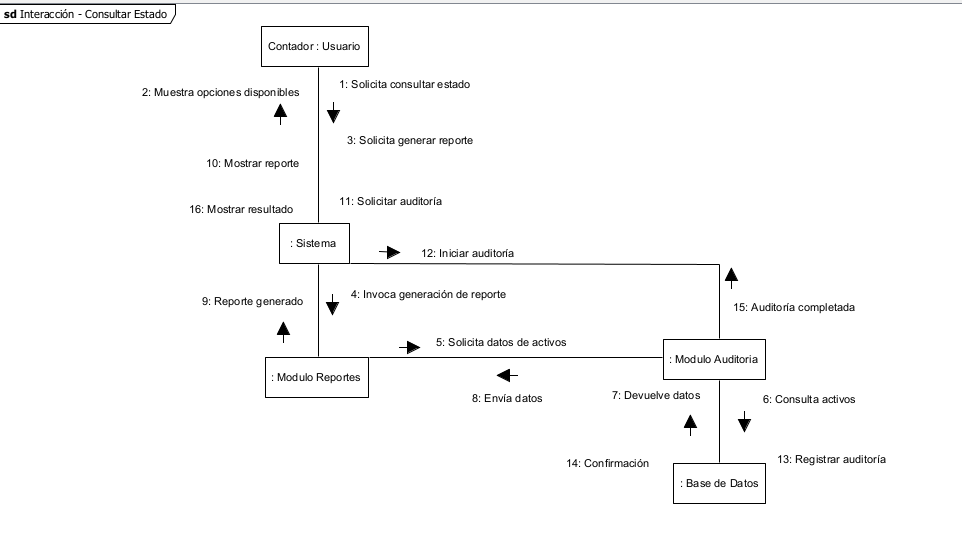 sd Interacción - Consultar Estado
Contador : Usuario
1: Solicita consultar estado
2: Muestra opciones disponibles
3: Solicita generar reporte
10: Mostrar reporte
11: Solicitar auditoría
16: Mostrar resultado
: Sistema
12: Iniciar auditoría
4: Invoca generación de reporte
9: Reporte generado
15: Auditoría completada
5: Solicita datos de activos
: Modulo Auditoria
: Modulo Reportes
8: Envía datos
7: Devuelve datos
6: Consulta activos
14: Confirmación
13: Registrar auditoría
: Base de Datos